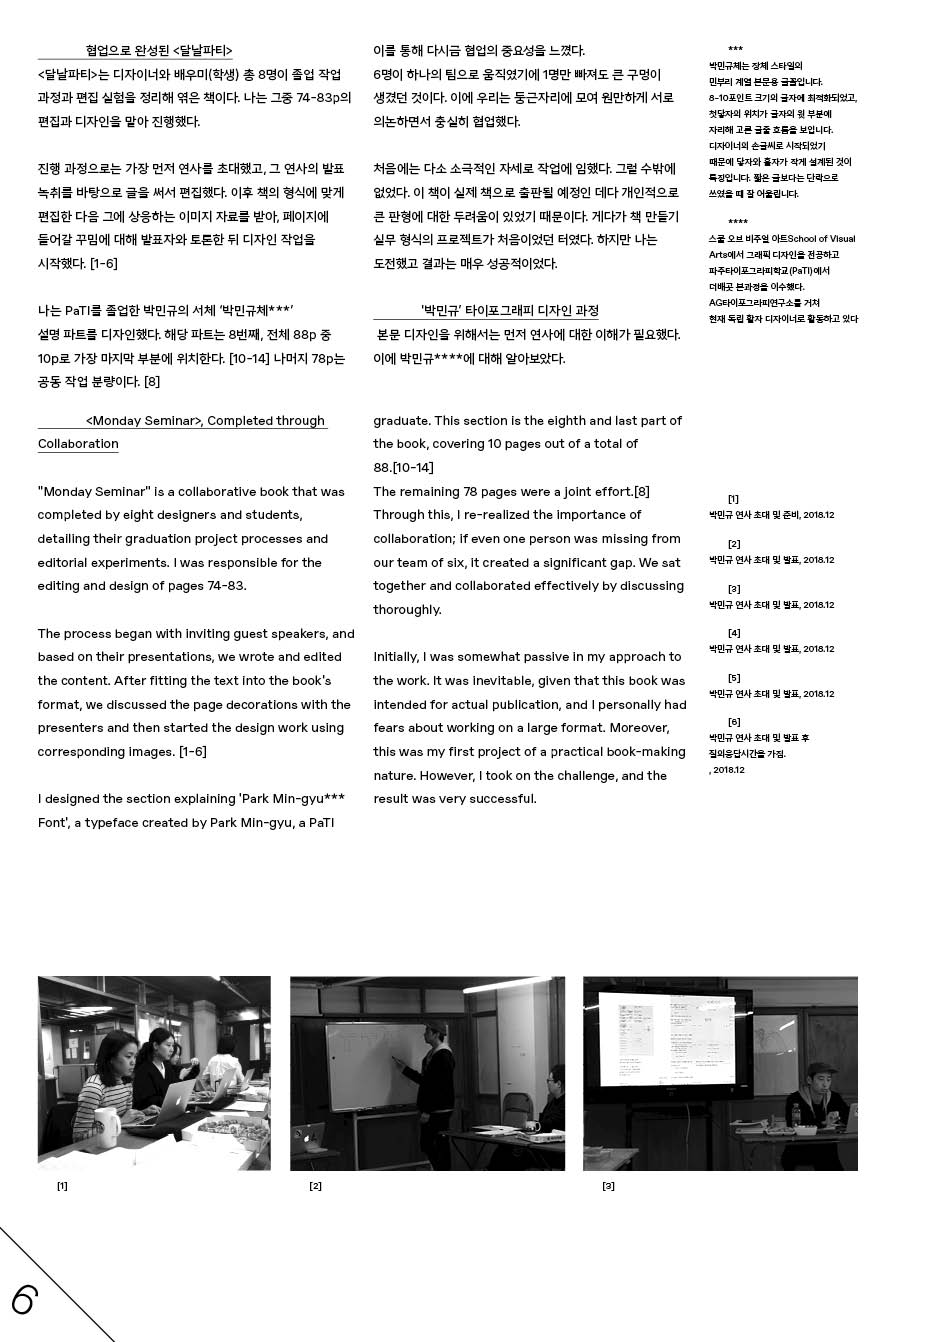 협업으로 완성된 <달날파티>
<달날파티>는 디자이너와 배우미(학생) 총 8명이 졸업 작업
과정과 편집 실험을 정리해 엮은 책이다. 나는 그중 74-83p의
편집과 디자인을 맡아 진행했다.
진행 과정으로는 가장 먼저 연사를 초대했고, 그 연사의 발표
녹취를 바탕으로 글을 써서 편집했다. 이후 책의 형식에 맞게
편집한 다음 그에 상응하는 이미지 자료를 받아, 페이지에
들어갈 꾸밈에 대해 발표자와 토론한 뒤 디자인 작업을
시작했다. [1-6]
나는 PaTI를 졸업한 박민규의 서체 ‘박민규체***’
설명 파트를 디자인했다. 해당 파트는 8번째, 전체 88p 중
10p로 가장 마지막 부분에 위치한다. [10-14] 나머지 78p는
공동 작업 분량이다. [8]
이를 통해 다시금 협업의 중요성을 느꼈다.
6명이 하나의 팀으로 움직였기에 1명만 빠져도 큰 구멍이
생겼던 것이다. 이에 우리는 둥근자리에 모여 원만하게 서로
의논하면서 충실히 협업했다.
처음에는 다소 소극적인 자세로 작업에 임했다. 그럴 수밖에
없었다. 이 책이 실제 책으로 출판될 예정인 데다 개인적으로
큰 판형에 대한 두려움이 있었기 때문이다. 게다가 책 만들기
실무 형식의 프로젝트가 처음이었던 터였다. 하지만 나는
도전했고 결과는 매우 성공적이었다.
'박민규’ 타이포그래피 디자인 과정
본문 디자인을 위해서는 먼저 연사에 대한 이해가 필요했다.
이에 박민규****에 대해 알아보았다.
***
박민규체는 장체 스타일의
민부리 계열 본문용 글꼴입니다.
8-10포인트 크기의 글자에 최적화되었고,
첫닿자의 위치가 글자의 윗 부분에
자리해 고른 글줄 흐름을 보입니다.
디자이너의 손글씨로 시작되었기
때문에 닿자와 홀자가 작게 설계된 것이
특징입니다. 짧은 글보다는 단락으로
쓰였을 때 잘 어울립니다.
****
스쿨 오브 비주얼 아트School of Visual
Arts에서 그래픽 디자인을 전공하고
파주타이포그라피학교(PaTI)에서
더배곳 본과정을 이수했다.
AG타이포그라피연구소를 거쳐
현재 독립 활자 디자이너로 활동하고 있다
<Monday Seminar>, Completed through
Collaboration
"Monday Seminar" is a collaborative book that was
completed by eight designers and students,
detailing their graduation project processes and
editorial experiments. I was responsible for the
editing and design of pages 74-83.
The process began with inviting guest speakers, and
based on their presentations, we wrote and edited
the content. After fitting the text into the book's
format, we discussed the page decorations with the
presenters and then started the design work using
corresponding images. [1-6]
I designed the section explaining 'Park Min-gyu***
Font', a typeface created by Park Min-gyu, a PaTI
graduate. This section is the eighth and last part of
the book, covering 10 pages out of a total of
88.[10-14]
The remaining 78 pages were a joint effort.[8]
Through this, I re-realized the importance of
collaboration; if even one person was missing from
our team of six, it created a significant gap. We sat
together and collaborated effectively by discussing
thoroughly.
Initially, I was somewhat passive in my approach to
the work. It was inevitable, given that this book was
intended for actual publication, and I personally had
fears about working on a large format. Moreover,
this was my first project of a practical book-making
nature. However, I took on the challenge, and the
result was very successful.
[1]
박민규 연사 초대 및 준비, 2018.12
[2]
박민규 연사 초대 및 발표, 2018.12
[3]
박민규 연사 초대 및 발표, 2018.12
[4]
박민규 연사 초대 및 발표, 2018.12
[5]
박민규 연사 초대 및 발표, 2018.12
[6]
박민규 연사 초대 및 발표 후
질의응답시간을 가짐.
, 2018.12
[1]
[2]
[3]
6